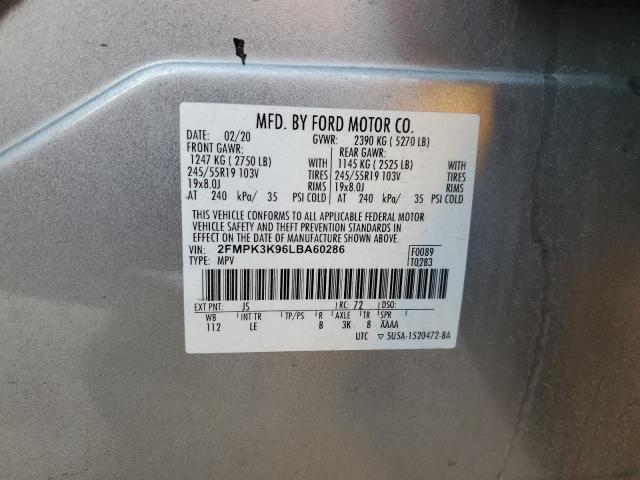 MFD. BY FORD MOTOR CO.
DATE: 02/20 GVWR: 2390 KG ( 5270 LB)
FRONT GAWR: REAR GAWR:
1247 KG ( 2750 LB) WITH 1145 KG ( 2525 LB) WITH
245/55R19 103V TIRES 245/55R19 103V TIRES
19x8.0J RIMS 19x8.0J RIMS
AT 240 kPa/ 35 PSI COLD AT 240 kPa/ 35 PSI COLD
THIS VEHICLE CONFORMS TO ALL APPLICABLE FEDERAL MOTOR
VEHICLE SAFETY AND THEFT PREVENTION STANDARDS IN
EFFECT ON THE DATE OF MANUFACTURE SHOWN ABOVE.
VIN: 2FMPK3K96LBA60286 F0089
TYPE: MPV T0283
EXT PNT: JS RC: 72 DSO:
WB INT TR TP/PS R AXLE TR SPR
112 LE B 3K 8 AAAA
UTC ▽ 5U5A-1520472-BA